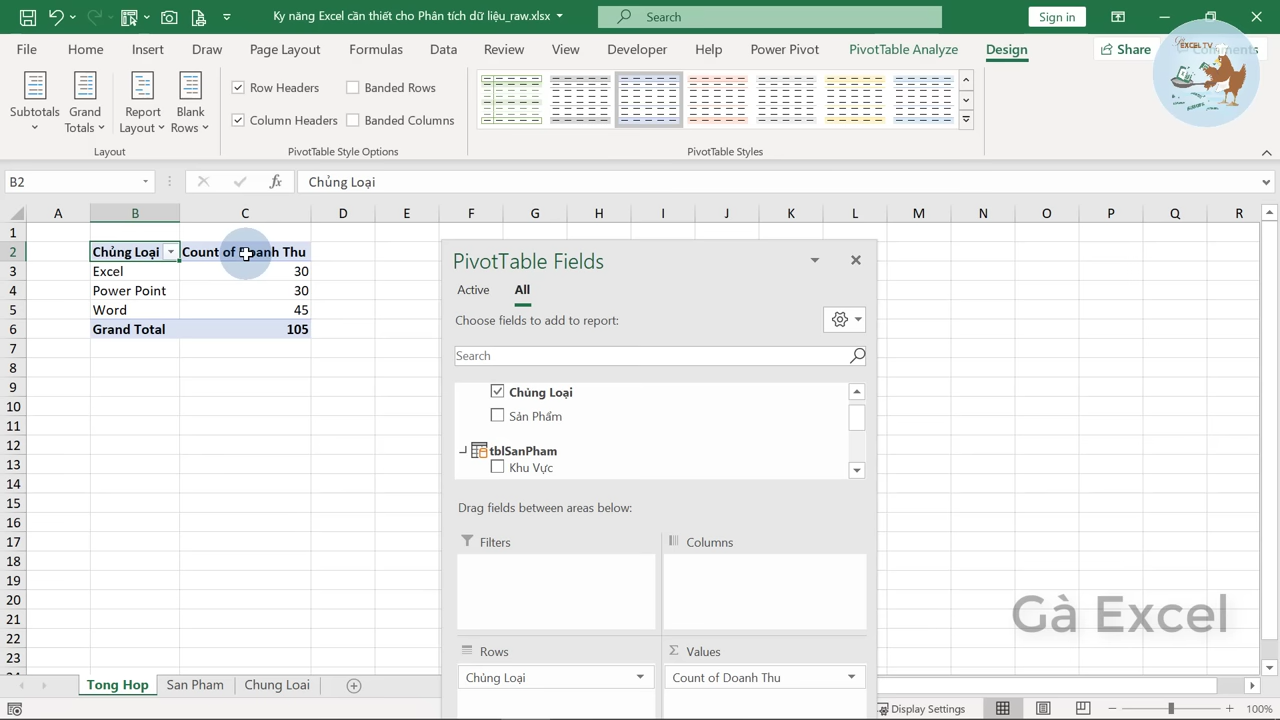 Kỹ năng Excel cần thiết cho Phân tích dữ liệu_raw.xlsx
Search
Sign in
File Home Insert Draw Page Layout Formulas Data Review View Developer Help Power Pivot PivotTable Analyze Design
Share Comments
EXCEL TV
Subtotals
Grand Totals
Report Layout
Blank Rows
Row Headers
Banded Rows
Column Headers
Banded Columns
Layout
PivotTable Style Options
PivotTable Styles
B2
fx
Chủng Loại
A B C D E F G H I J K L M N O P Q R
1
2 Chủng Loại Count of Doanh Thu
3 Excel 30
4 Power Point 30
5 Word 45
6 Grand Total 105
7
8
9
10
11
12
13
14
15
16
17
18
19
20
21
22
23
PivotTable Fields
Active All
Choose fields to add to report:
Search
Chủng Loại
Sản Phẩm
tblSanPham
Khu Vực
Drag fields between areas below:
Filters
Columns
Rows
Values
Chủng Loại
Count of Doanh Thu
Gà Excel
Tong Hop San Pham Chung Loai
Display Settings
100%